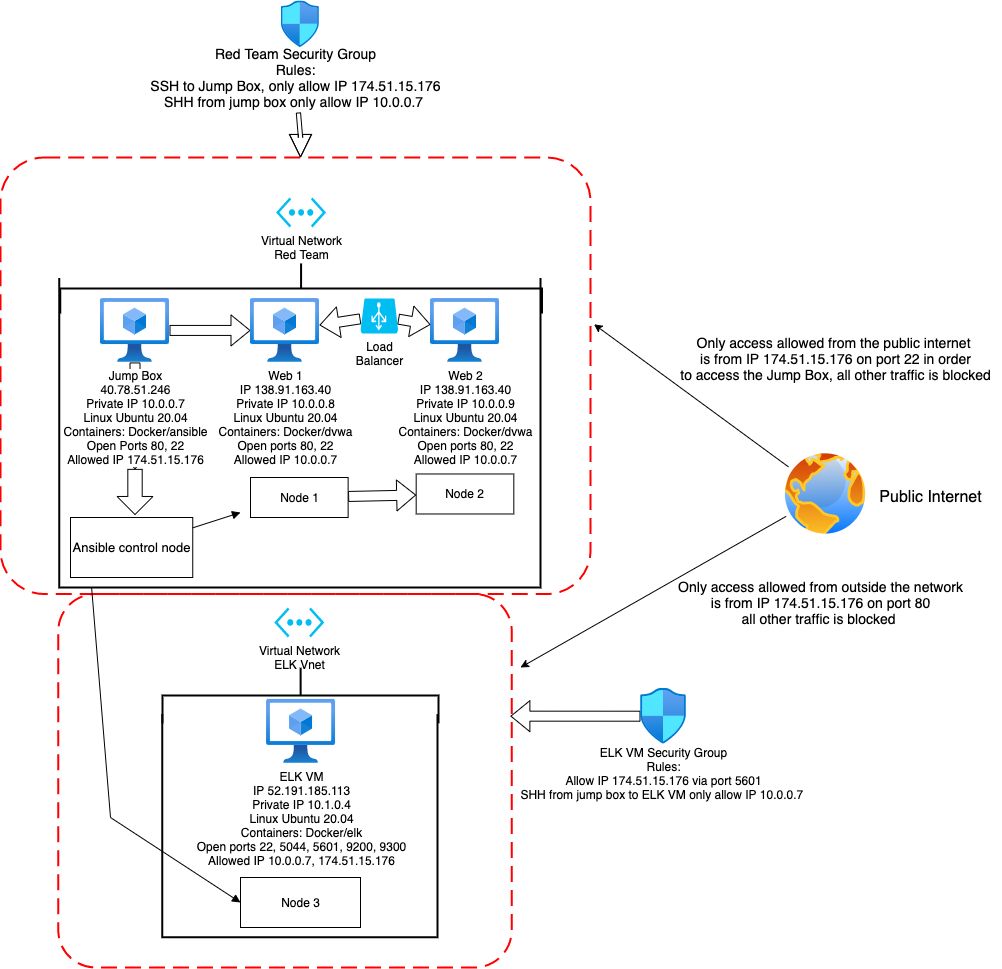 Red Team Security Group
Rules:
SSH to Jump Box, only allow IP 174.51.15.176
SHH from jump box only allow IP 10.0.0.7
Virtual Network
Red Team
Load
Balancer
Jump Box
40.78.51.246
Private IP 10.0.0.7
Linux Ubuntu 20.04
Containers: Docker/ansible
Open Ports 80, 22
Allowed IP 174.51.15.176
Web 1
IP 138.91.163.40
Private IP 10.0.0.8
Linux Ubuntu 20.04
Containers: Docker/dvwa
Open ports 80, 22
Allowed IP 10.0.0.7
Web 2
IP 138.91.163.40
Private IP 10.0.0.9
Linux Ubuntu 20.04
Containers: Docker/dvwa
Open ports 80, 22
Allowed IP 10.0.0.7
Node 1
Node 2
Ansible control node
Only access allowed from the public internet
is from IP 174.51.15.176 on port 22 in order
to access the Jump Box, all other traffic is blocked
Public Internet
Only access allowed from outside the network
is from IP 174.51.15.176 on port 80
all other traffic is blocked
Virtual Network
ELK Vnet
ELK VM
IP 52.191.185.113
Private IP 10.1.0.4
Linux Ubuntu 20.04
Containers: Docker/elk
Open ports 22, 5044, 5601, 9200, 9300
Allowed IP 10.0.0.7, 174.51.15.176
Node 3
ELK VM Security Group
Rules:
Allow IP 174.51.15.176 via port 5601
SHH from jump box to ELK VM only allow IP 10.0.0.7